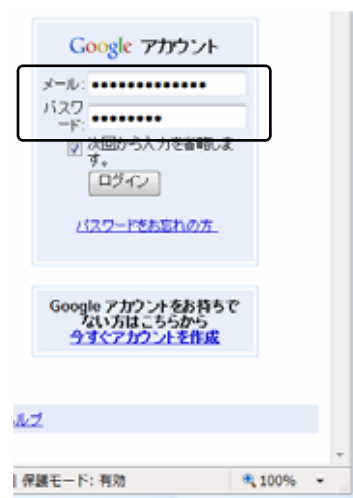 Google アカウント
メール: •••••••••••••
パスワ
ード: ••••••••
次回から入力を省略しま
す。
ログイン
パスワードをお忘れの方
Google アカウントをお持ちで
ない方はこちらから
今すぐアカウントを作成
ヘルプ
保護モード: 有効
100%